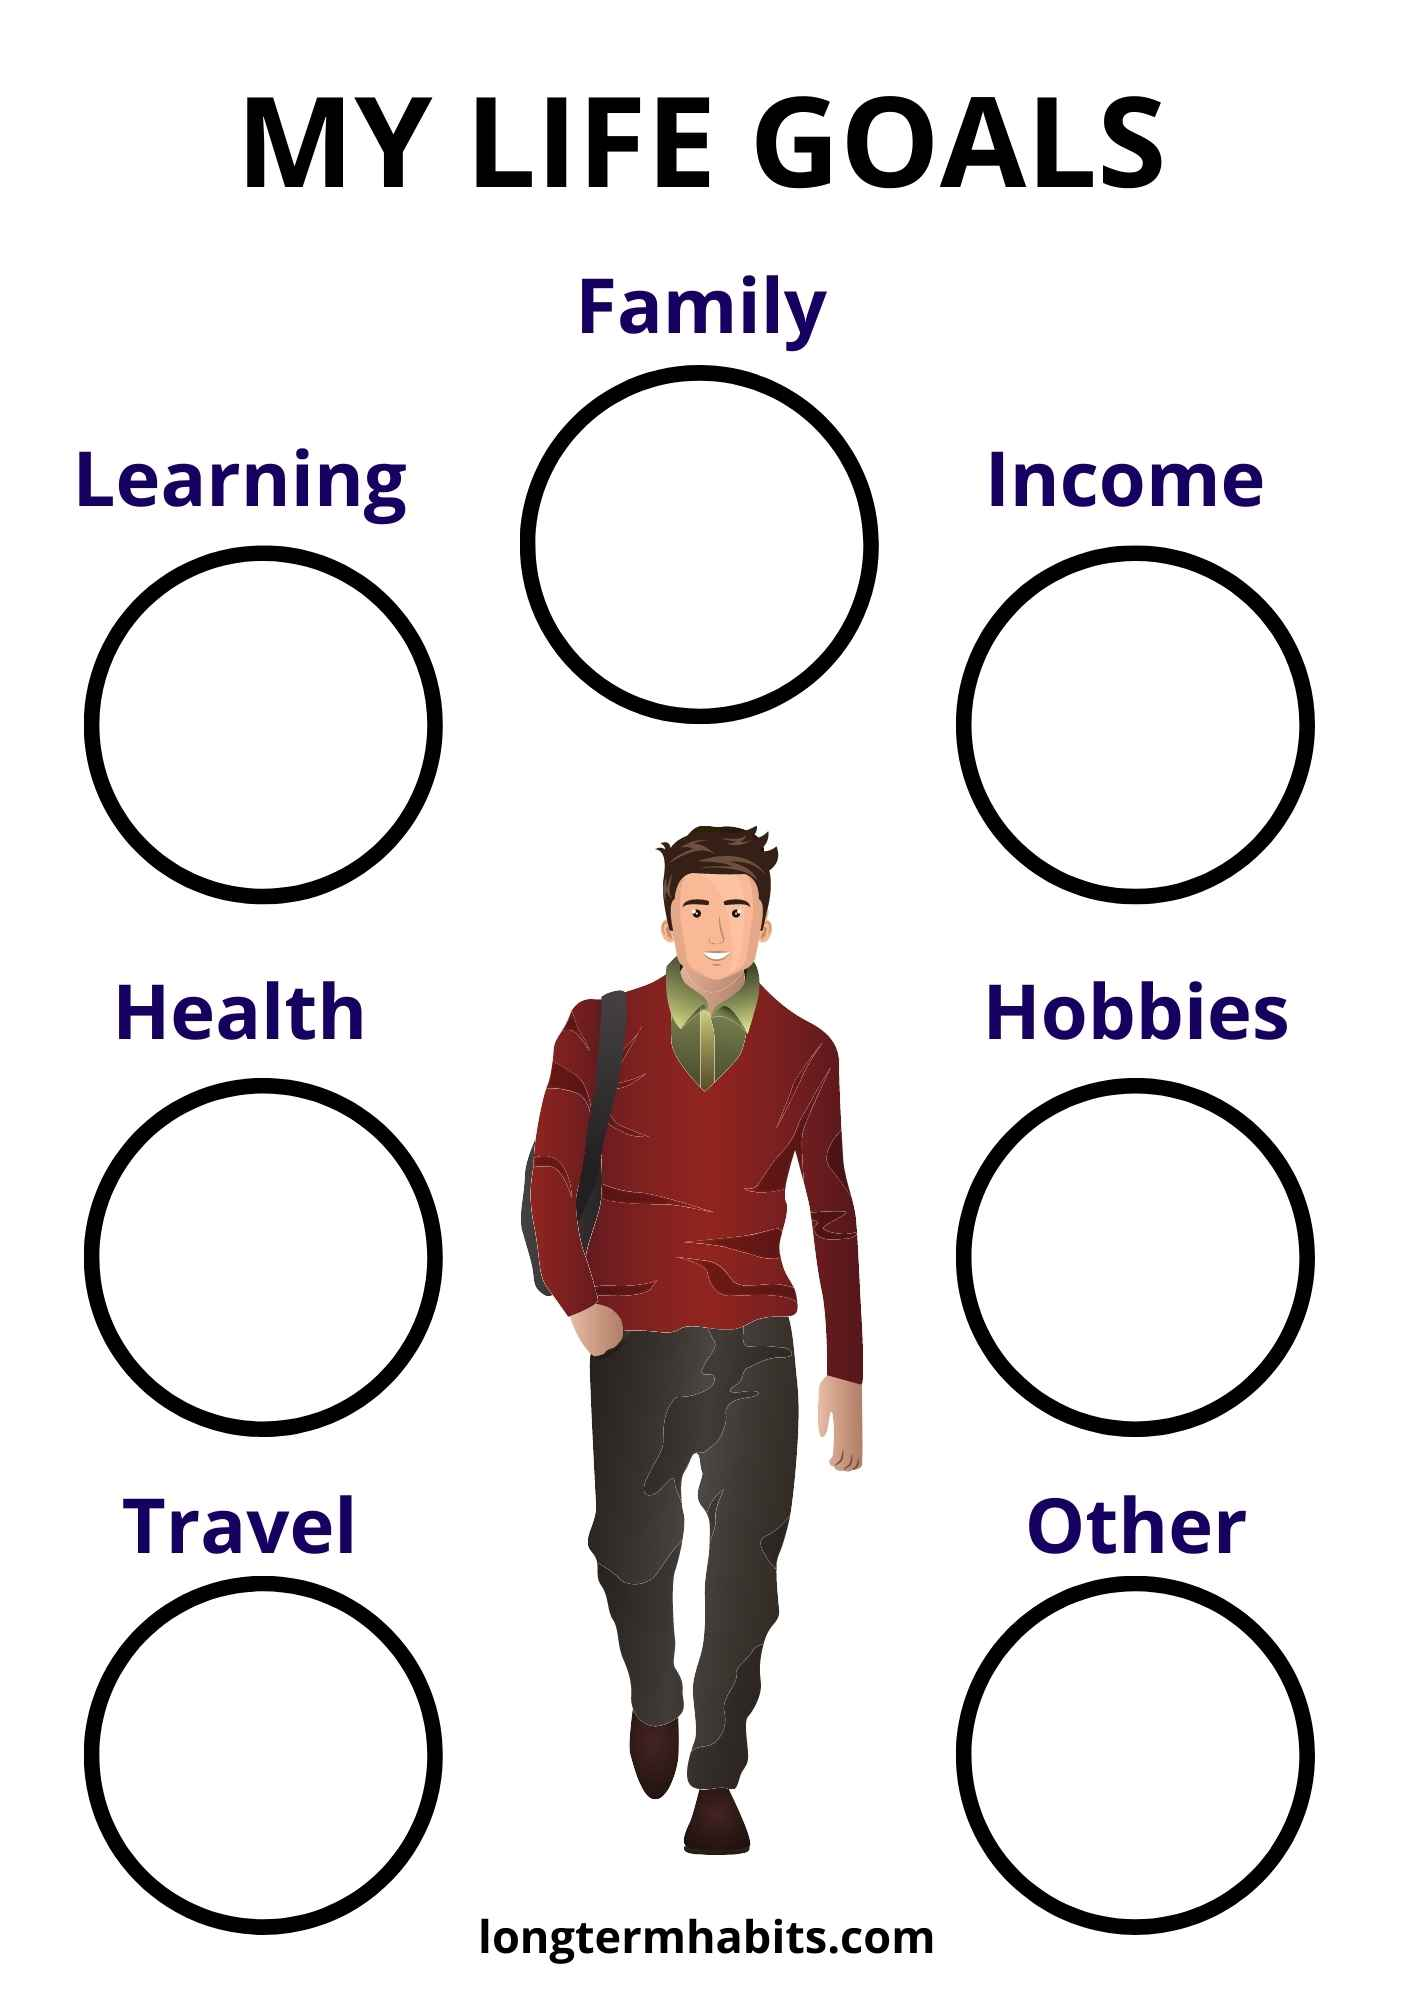 MY LIFE GOALS
Family
Learning
Income
Health
Hobbies
Travel
Other
longtermhabits.com